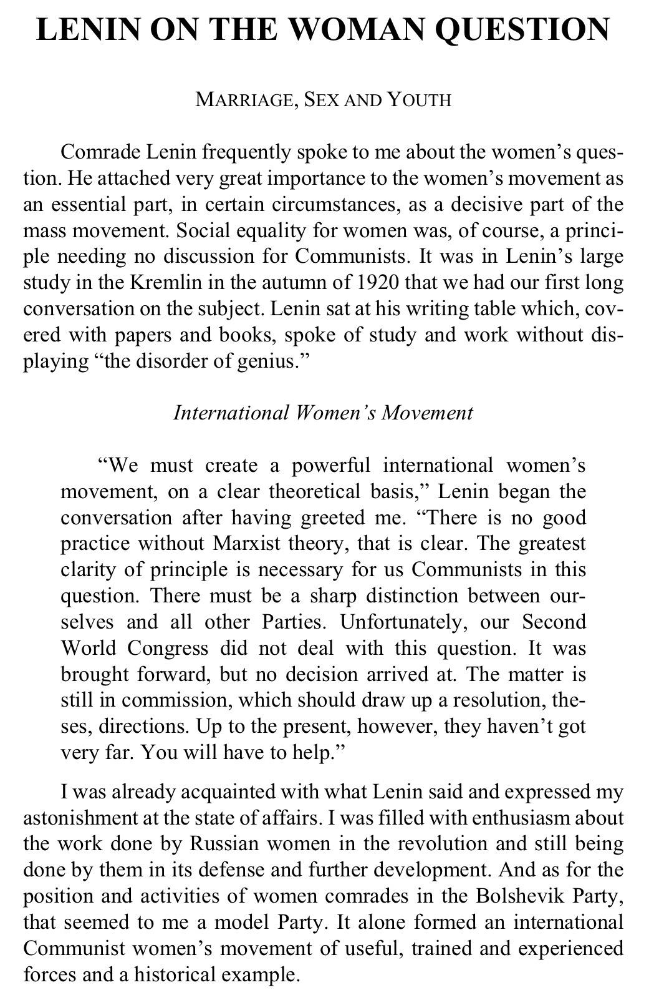 LENIN ON THE WOMAN QUESTION
MARRIAGE, SEX AND YOUTH
Comrade Lenin frequently spoke to me about the women’s ques-
tion. He attached very great importance to the women’s movement as
an essential part, in certain circumstances, as a decisive part of the
mass movement. Social equality for women was, of course, a princi-
ple needing no discussion for Communists. It was in Lenin’s large
study in the Kremlin in the autumn of 1920 that we had our first long
conversation on the subject. Lenin sat at his writing table which, cov-
ered with papers and books, spoke of study and work without dis-
playing “the disorder of genius.”
International Women’s Movement
“We must create a powerful international women’s
movement, on a clear theoretical basis,” Lenin began the
conversation after having greeted me. “There is no good
practice without Marxist theory, that is clear. The greatest
clarity of principle is necessary for us Communists in this
question. There must be a sharp distinction between our-
selves and all other Parties. Unfortunately, our Second
World Congress did not deal with this question. It was
brought forward, but no decision arrived at. The matter is
still in commission, which should draw up a resolution, the-
ses, directions. Up to the present, however, they haven’t got
very far. You will have to help.”
I was already acquainted with what Lenin said and expressed my
astonishment at the state of affairs. I was filled with enthusiasm about
the work done by Russian women in the revolution and still being
done by them in its defense and further development. And as for the
position and activities of women comrades in the Bolshevik Party,
that seemed to me a model Party. It alone formed an international
Communist women’s movement of useful, trained and experienced
forces and a historical example.